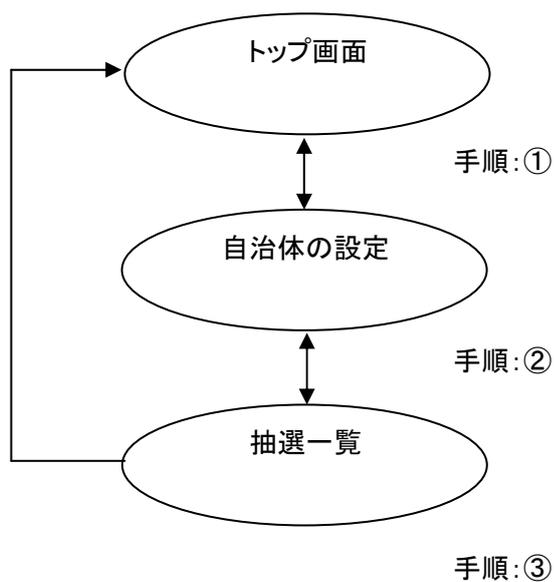 トップ画面
手順：①
自治体の設定
手順：②
抽選一覧
手順：③